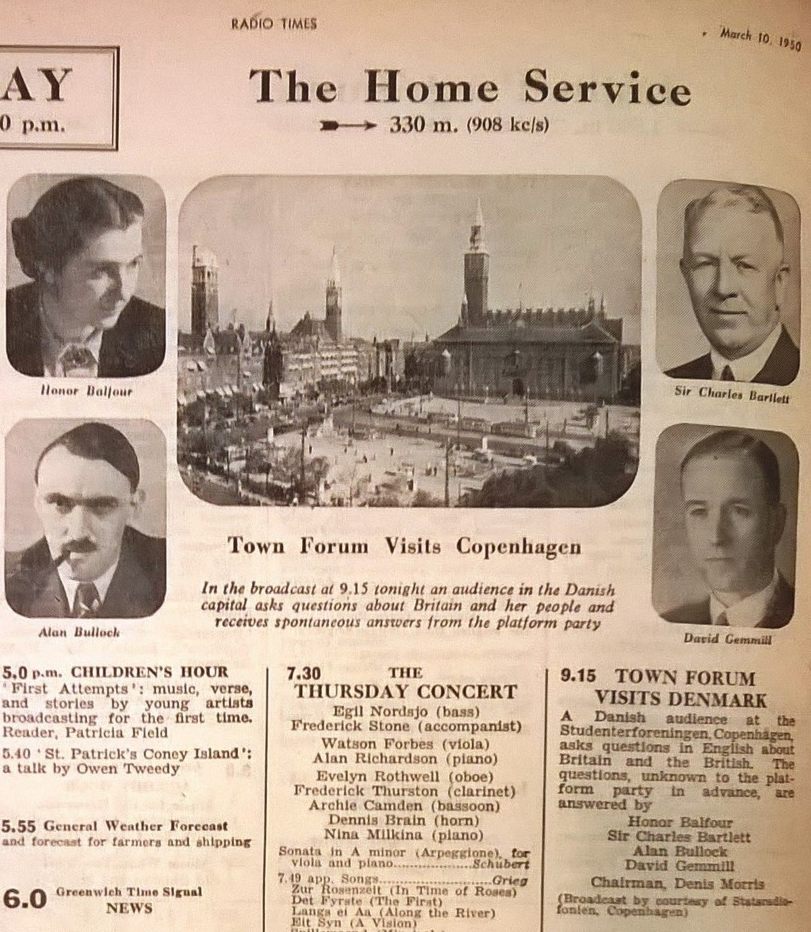 RADIO TIMES
March 10, 1950
AY
0 p.m.
The Home Service
330 m. (908 kc/s)
Honor Balfour
Sir Charles Bartlett
Alan Bullock
David Gemmill
Town Forum Visits Copenhagen
In the broadcast at 9.15 tonight an audience in the Danish
capital asks questions about Britain and her people and
receives spontaneous answers from the platform party
5.0 p.m. CHILDREN'S HOUR
'First Attempts': music, verse,
and stories by young artists
broadcasting for the first time.
Reader, Patricia Field
5.40 'St. Patrick's Coney Island':
a talk by Owen Tweedy
5.55 General Weather Forecast
and forecast for farmers and shipping
6.0 Greenwich Time Signal
NEWS
7.30 THE
THURSDAY CONCERT
Egil Nordsjo (bass)
Frederick Stone (accompanist)
Watson Forbes (viola)
Alan Richardson (piano)
Evelyn Rothwell (oboe)
Frederick Thurston (clarinet)
Archie Camden (bassoon)
Dennis Brain (horn)
Nina Milkina (piano)
Sonata in A minor (Arpeggione), for
viola and piano..................Schubert
7.49 app. Songs........................Grieg
Zur Rosenzeit (In Time of Roses)
Det Fyrste (The First)
Langs ei Aa (Along the River)
Eit Syn (A Vision)
9.15 TOWN FORUM
VISITS DENMARK
A Danish audience at the
Studenterforeningen, Copenhagen,
asks questions in English about
Britain and the British. The
questions, unknown to the plat-
form party in advance, are
answered by
Honor Balfour
Sir Charles Bartlett
Alan Bullock
David Gemmill
Chairman, Denis Morris
(Broadcast by courtesy of Statsradio-
fonien, Copenhagen)